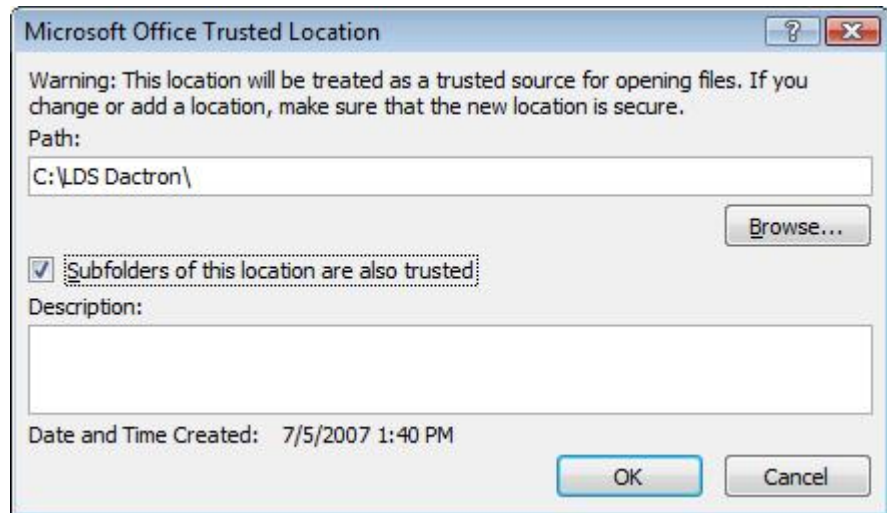 Microsoft Office Trusted Location
?
Warning: This location will be treated as a trusted source for opening files. If you
change or add a location, make sure that the new location is secure.
Path:
C:\LDS Dactron\
Browse...
Subfolders of this location are also trusted
Description:
Date and Time Created: 7/5/2007 1:40 PM
OK Cancel